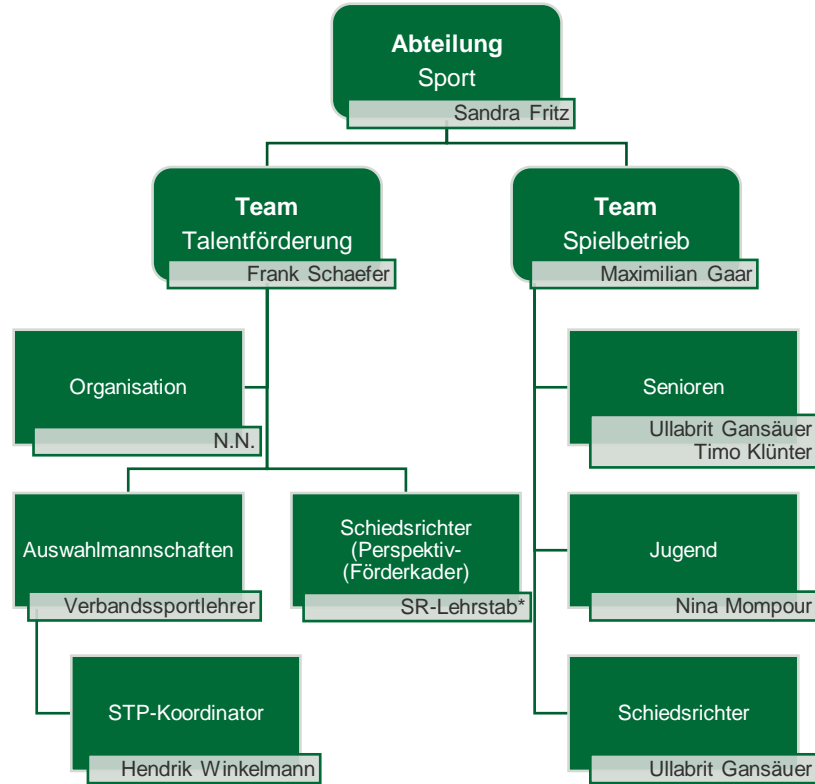 Abteilung
Sport
Sandra Fritz
Team
Talentförderung
Frank Schaefer
Team
Spielbetrieb
Maximilian Gaar
Organisation
N.N.
Senioren
Ullabrit Gansäuer
Timo Klünter
Auswahlmannschaften
Verbandssportlehrer
Schiedsrichter
(Perspektiv-
(Förderkader)
SR-Lehrstab*
Jugend
Nina Mompour
STP-Koordinator
Hendrik Winkelmann
Schiedsrichter
Ullabrit Gansäuer